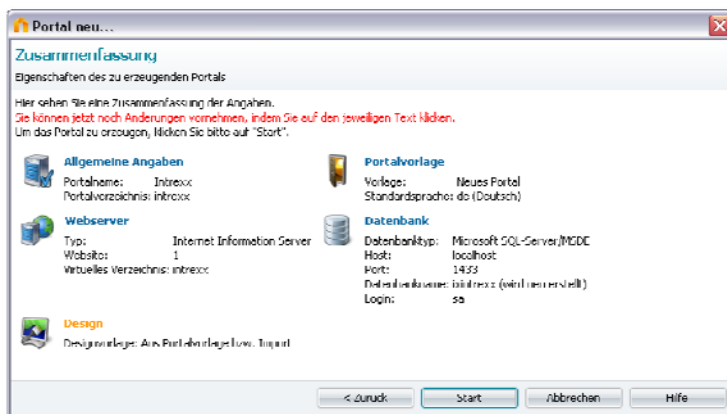 Portal neu...
Zusammenfassung
Eigenschaften des zu erzeugenden Portals
Hier sehen Sie eine Zusammenfassung der Angaben.
Sie können jetzt noch Änderungen vornehmen, indem Sie auf den jeweiligen Text klicken.
Um das Portal zu erzeugen, klicken Sie bitte auf "Start".
Allgemeine Angaben
Portalname: Intrexx
Portalverzeichnis: intrexx
Portalvorlage
Vorlage: Neues Portal
Standardsprache: de (Deutsch)
Webserver
Typ: Internet Information Server
Website: 1
Virtuelles Verzeichnis: intrexx
Datenbank
Datenbanktyp: Microsoft SQL-Server/MSDE
Host: localhost
Port: 1433
Datenbankname: ixintrexx (wird neu erstellt)
Login: sa
Design
Designvorlage: Aus Portalvorlage bzw. Import
< Zurück
Start
Abbrechen
Hilfe